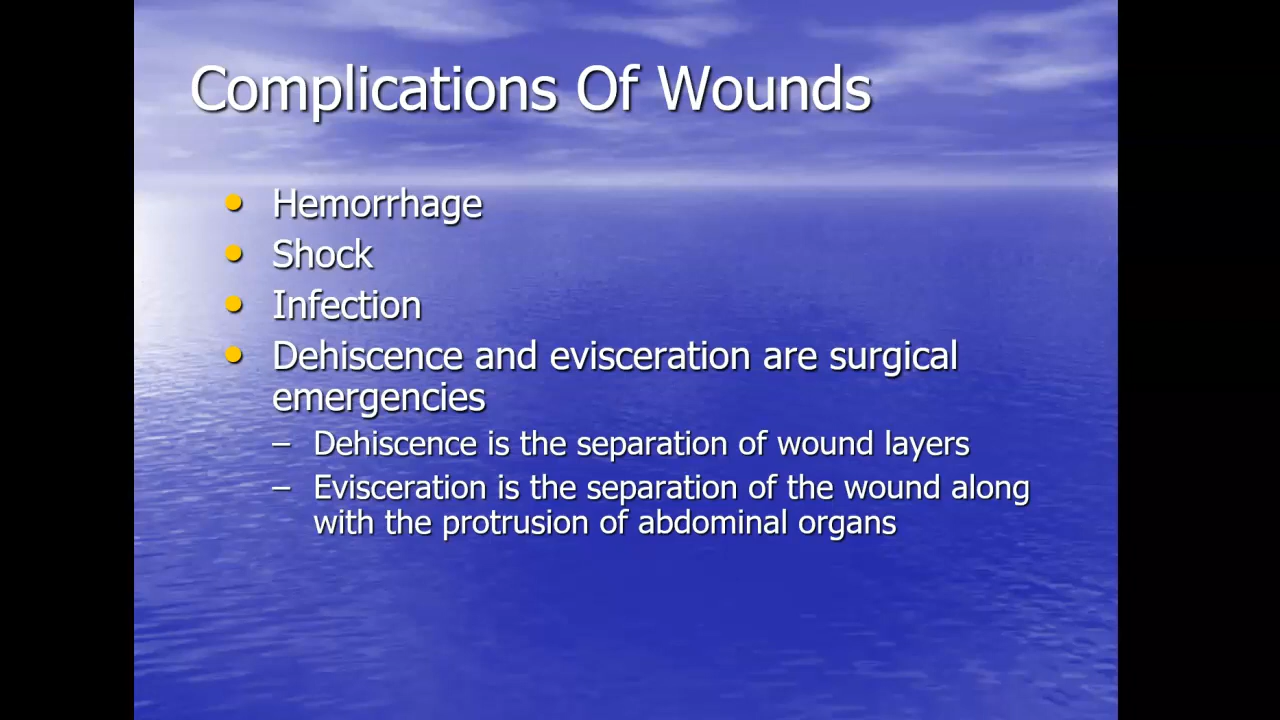 Complications Of Wounds
• Hemorrhage
• Shock
• Infection
• Dehiscence and evisceration are surgical
emergencies
– Dehiscence is the separation of wound layers
– Evisceration is the separation of the wound along
with the protrusion of abdominal organs